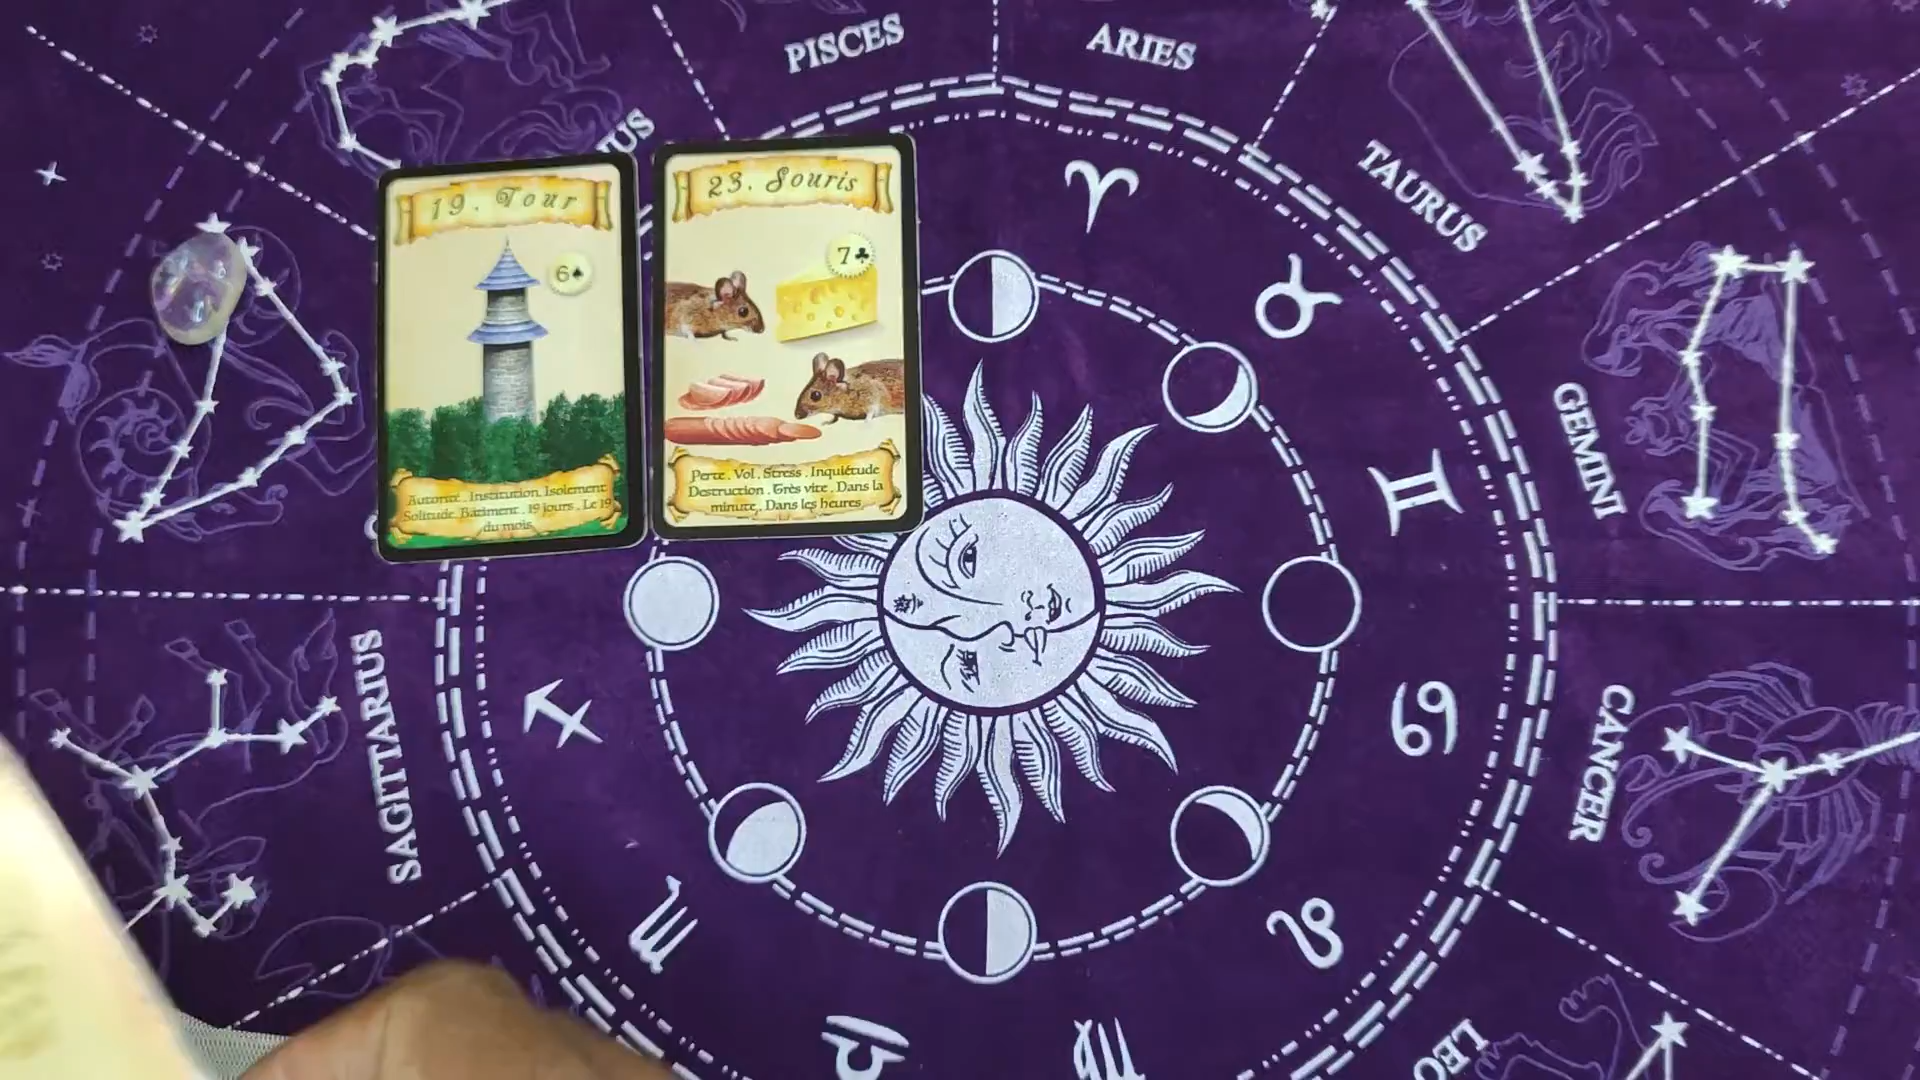 PISCES
ARIES
US
TAURUS
GEMINI
CANCER
LEO
SAGITTARIUS
19. Tour
6♠
Autorité . Institution. Isolement
Solitude. Bâtiment . 19 jours . Le 19
du mois
23. Souris
7♣
Perte . Vol . Stress . Inquiétude
Destruction . Très vite . Dans la
minute . Dans les heures